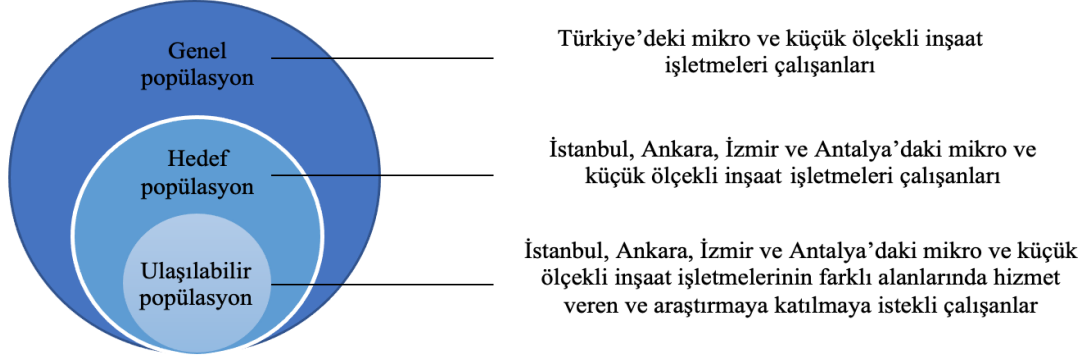 Genel
popülasyon
Türkiye’deki mikro ve küçük ölçekli inşaat
işletmeleri çalışanları
Hedef
popülasyon
İstanbul, Ankara, İzmir ve Antalya’daki mikro ve
küçük ölçekli inşaat işletmeleri çalışanları
Ulaşılabilir
popülasyon
İstanbul, Ankara, İzmir ve Antalya’daki mikro ve küçük
ölçekli inşaat işletmelerinin farklı alanlarında hizmet
veren ve araştırmaya katılmaya istekli çalışanlar